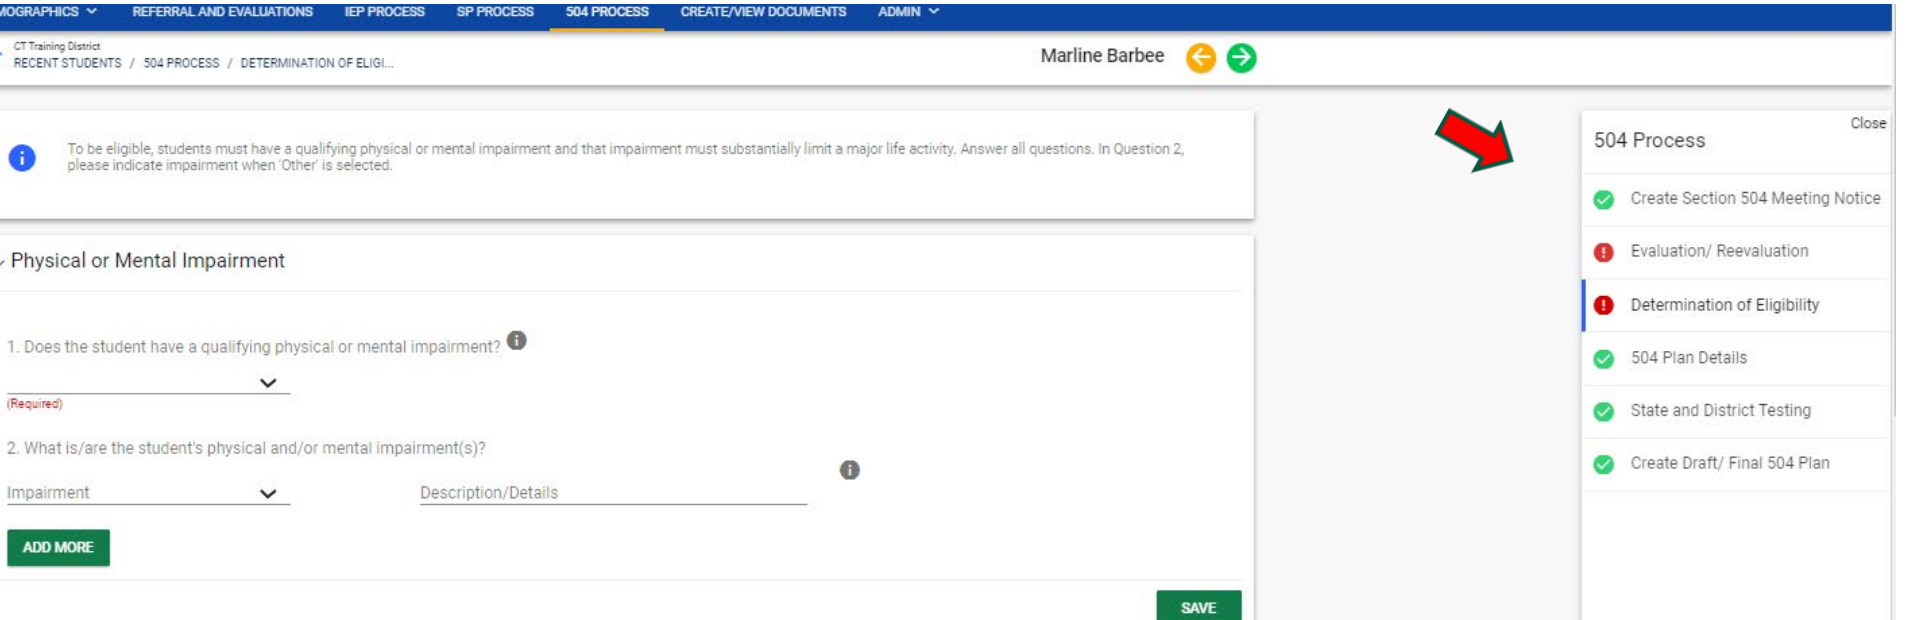 MOGRAPHICS REFERRAL AND EVALUATIONS IEP PROCESS SP PROCESS 504 PROCESS CREATE/VIEW DOCUMENTS ADMIN
CT Training District
RECENT STUDENTS / 504 PROCESS / DETERMINATION OF ELIGI...
Marline Barbee
To be eligible, students must have a qualifying physical or mental impairment and that impairment must substantially limit a major life activity. Answer all questions. In Question 2,
please indicate impairment when 'Other' is selected.
Physical or Mental Impairment
1. Does the student have a qualifying physical or mental impairment?
(Required)
2. What is/are the student's physical and/or mental impairment(s)?
Impairment Description/Details
ADD MORE
SAVE
Close
504 Process
Create Section 504 Meeting Notice
Evaluation/ Reevaluation
Determination of Eligibility
504 Plan Details
State and District Testing
Create Draft/ Final 504 Plan